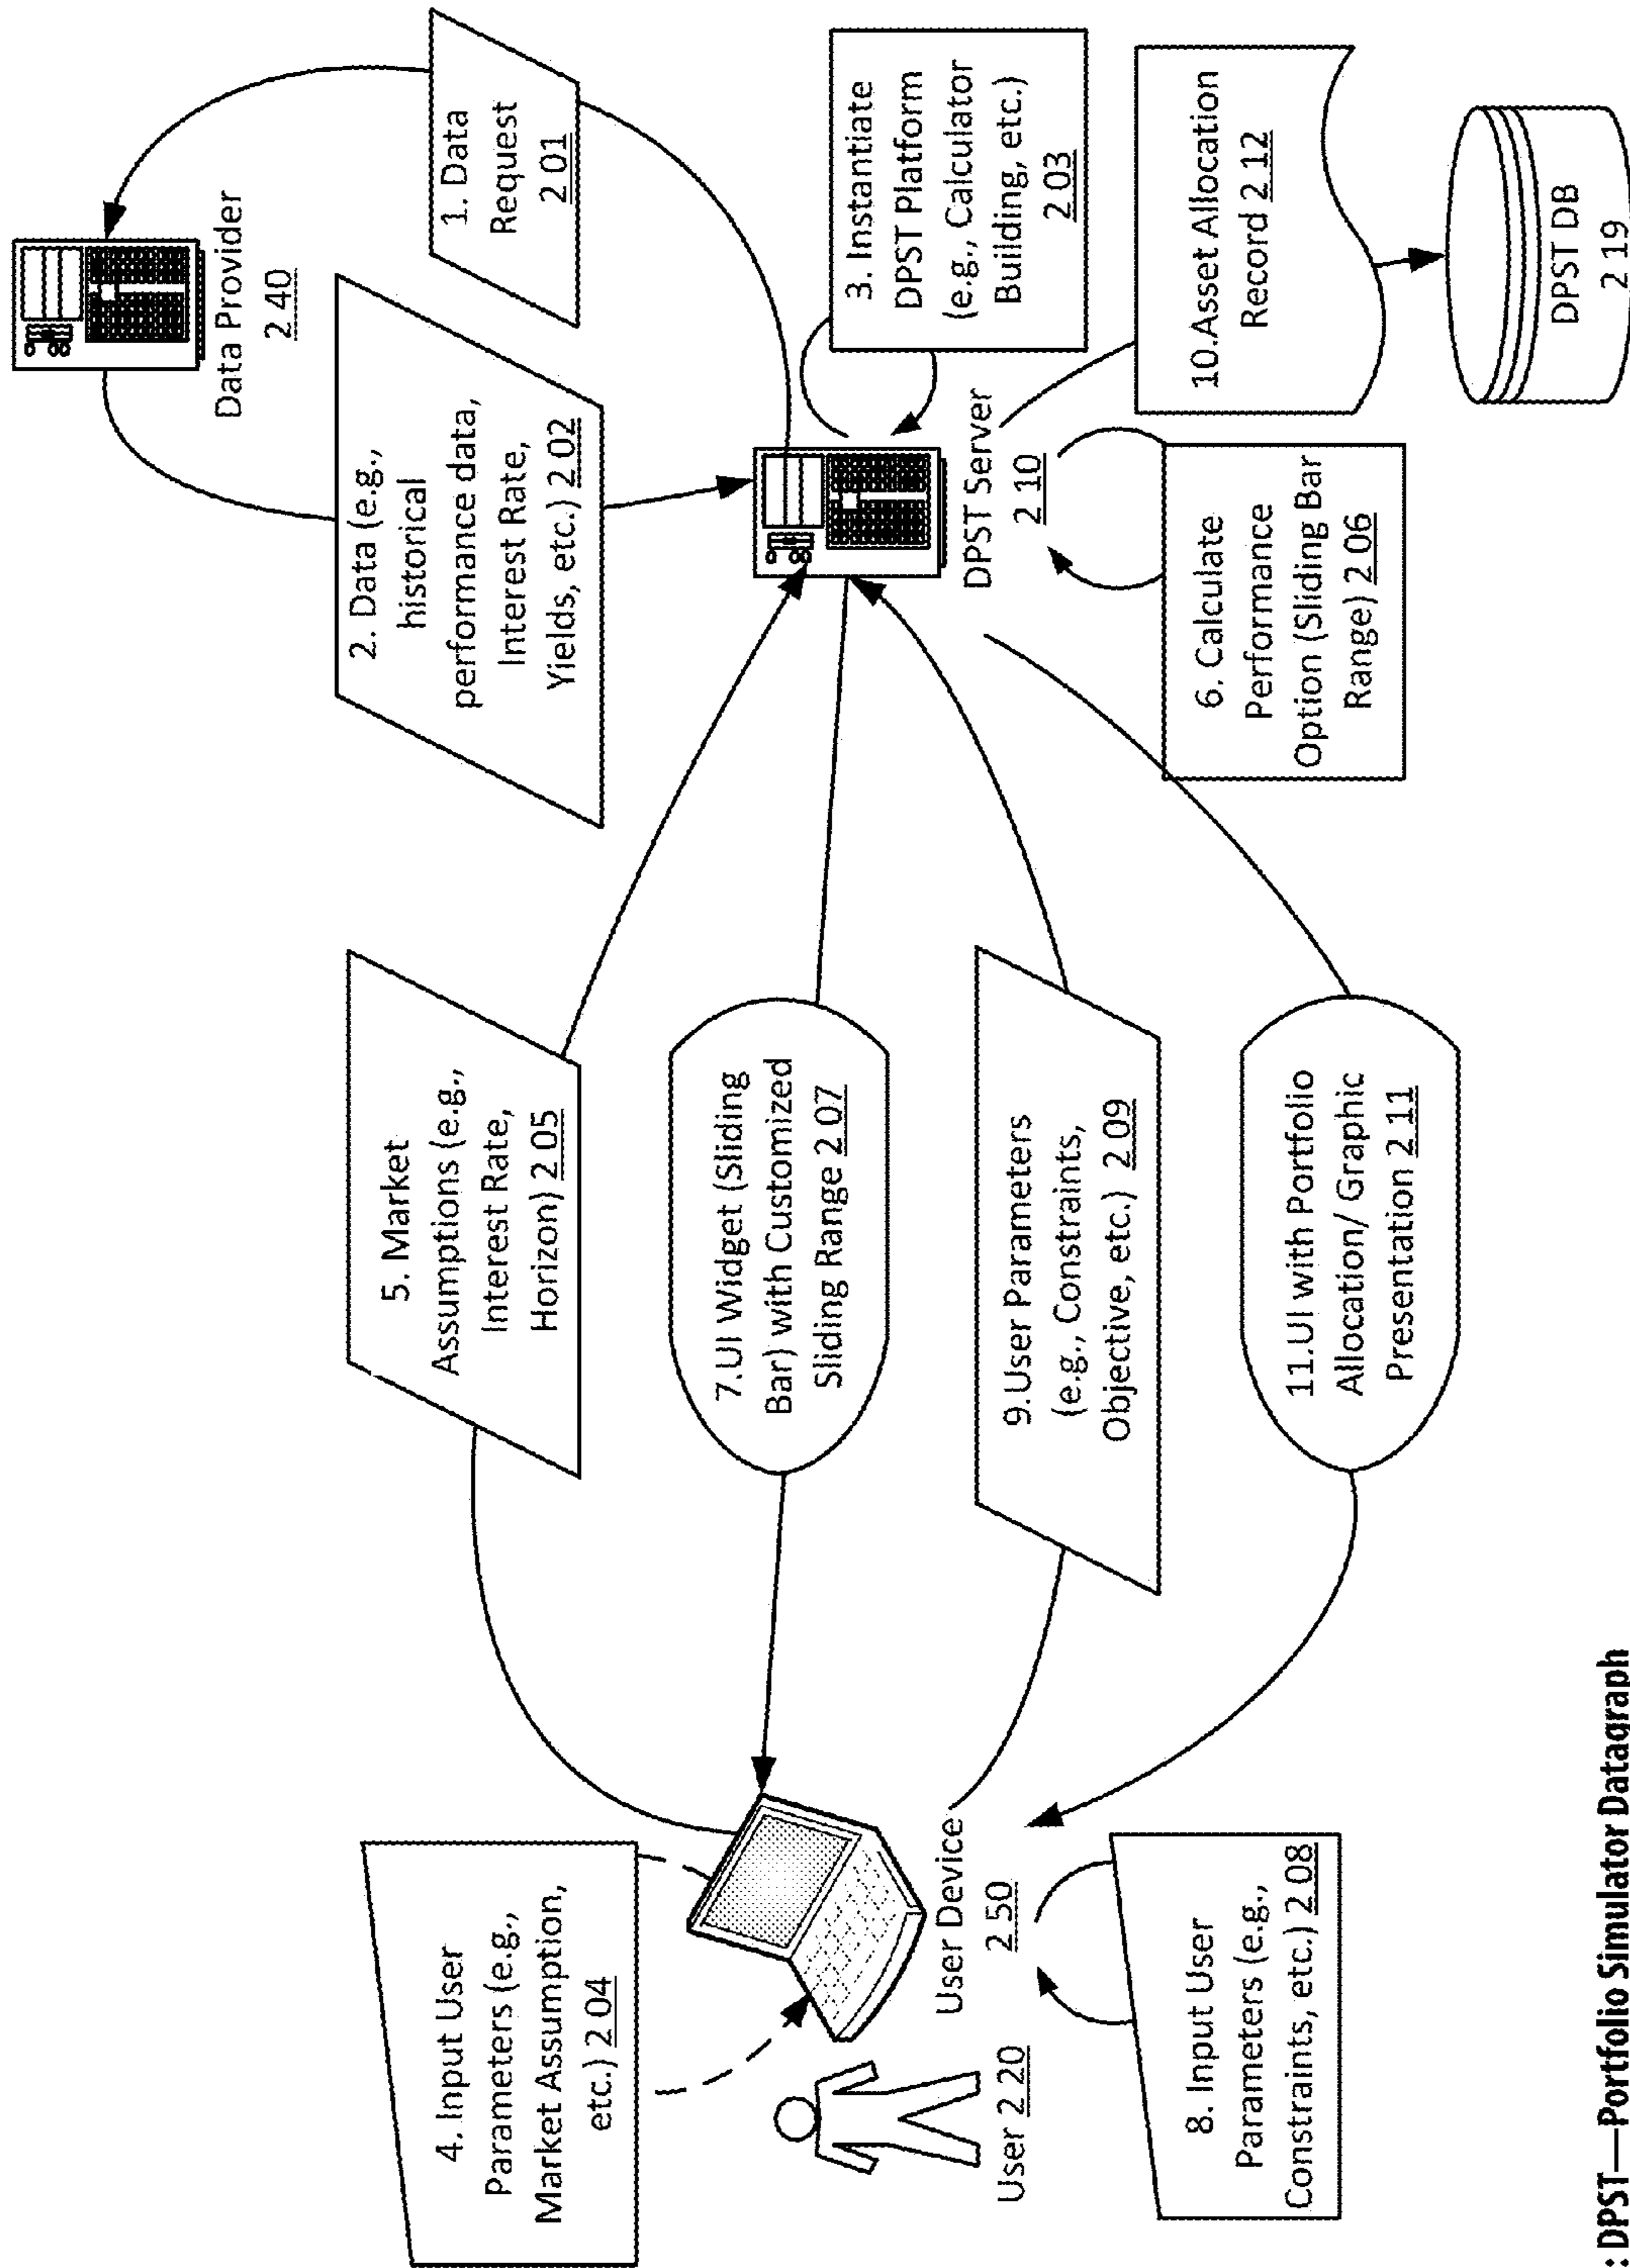 4. Input User
Parameters (e.g.,
Market Assumption,
etc.) 2 04
5. Market
Assumptions (e.g.,
Interest Rate,
Horizon) 2 05
2. Data (e.g.,
historical
performance data,
Interest Rate,
Yields, etc.) 2 02
Data Provider
2 40
1. Data
Request
2 01
7.UI Widget (Sliding
Bar) with Customized
Sliding Range 2 07
3. Instantiate
DPST Platform
(e.g., Calculator
Building, etc.)
2 03
User 2 20
User Device
2 50
DPST Server
2 10
9.User Parameters
(e.g., Constraints,
Objective, etc.) 2 09
8. Input User
Parameters (e.g.,
Constraints, etc.) 2 08
6. Calculate
Performance
Option (Sliding Bar
Range) 2 06
10.Asset Allocation
Record 2 12
11.UI with Portfolio
Allocation/ Graphic
Presentation 2 11
DPST DB
2 19
: DPST—Portfolio Simulator Datagraph